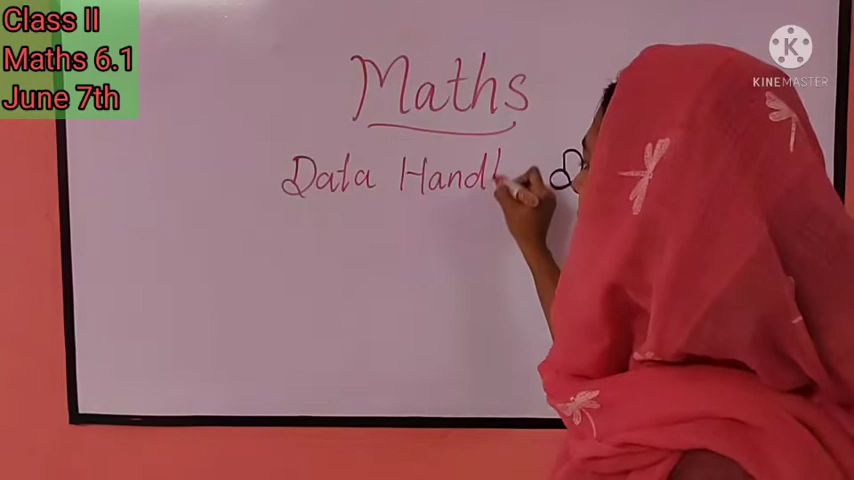 Class II
Maths 6.1
June 7th
Maths
Data Handl
KINEMASTER